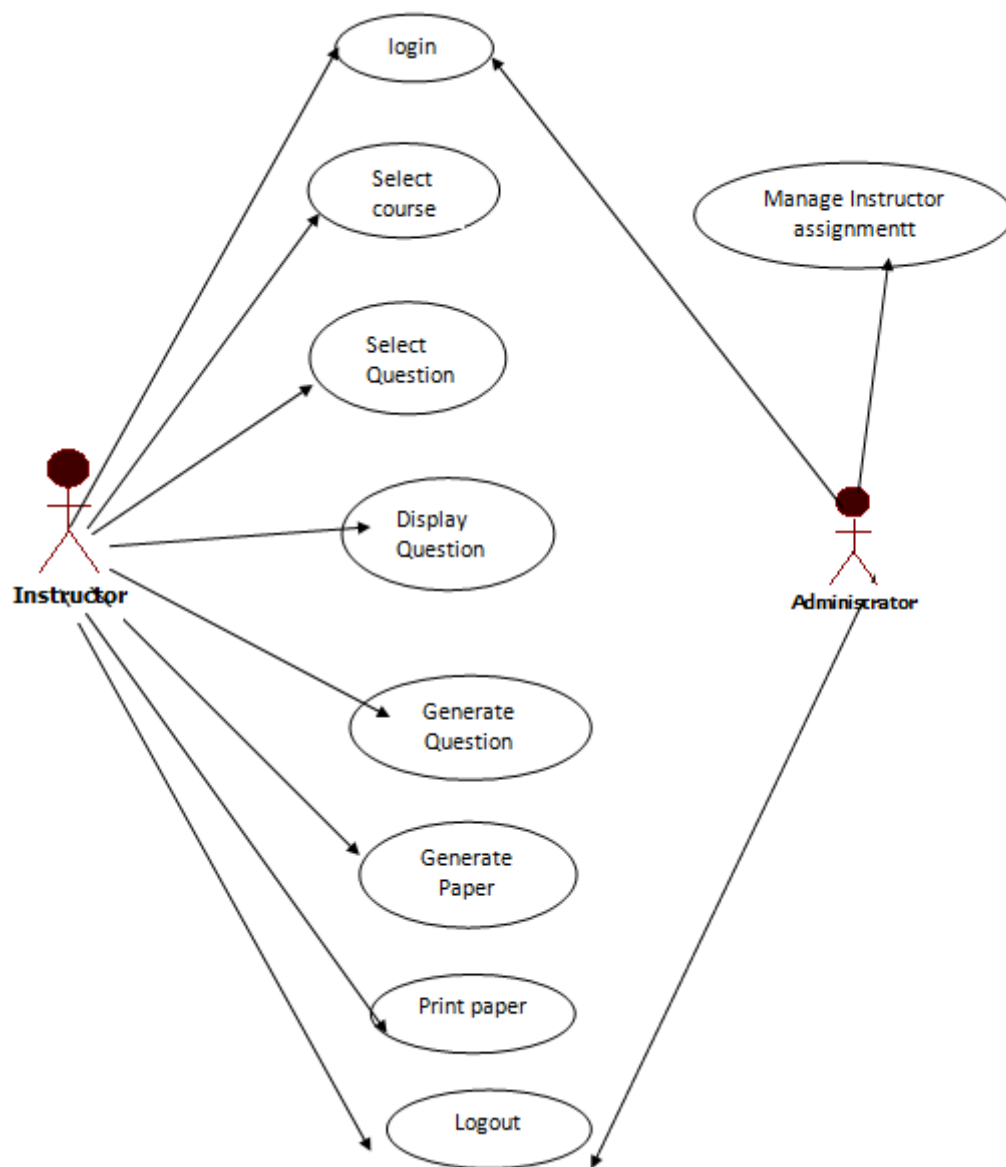 login
Select
course
Manage Instructor
assignmentt
Select
Question
Display
Question
Instructor
Administrator
Generate
Question
Generate
Paper
Print paper
Logout